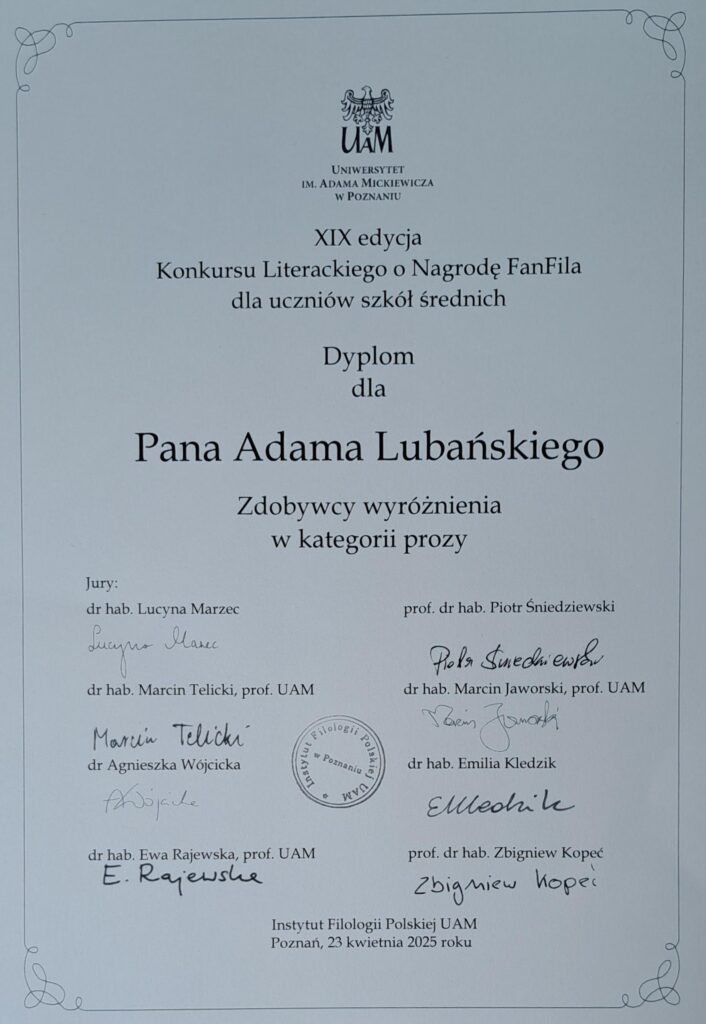 UAM
UNIWERSYTET
IM. ADAMA MICKIEWICZA
W POZNANIU
XIX edycja
Konkursu Literackiego o Nagrodę FanFila
dla uczniów szkół średnich
Dyplom
dla
Pana Adama Lubańskiego
Zdobywcy wyróżnienia
w kategorii prozy
Jury:
dr hab. Lucyna Marzec
Lucyna Marzec
prof. dr hab. Piotr Śniedziewski
Piotr Śniedziewski
dr hab. Marcin Telicki, prof. UAM
Marcin Telicki
dr hab. Marcin Jaworski, prof. UAM
Marcin Jaworski
dr Agnieszka Wójcicka
AWójcicka
dr hab. Emilia Kledzik
EKledzik
Instytut Filologii Polskiej UAM
w Poznaniu
dr hab. Ewa Rajewska, prof. UAM
E. Rajewska
prof. dr hab. Zbigniew Kopeć
Zbigniew Kopeć
Instytut Filologii Polskiej UAM
Poznań, 23 kwietnia 2025 roku